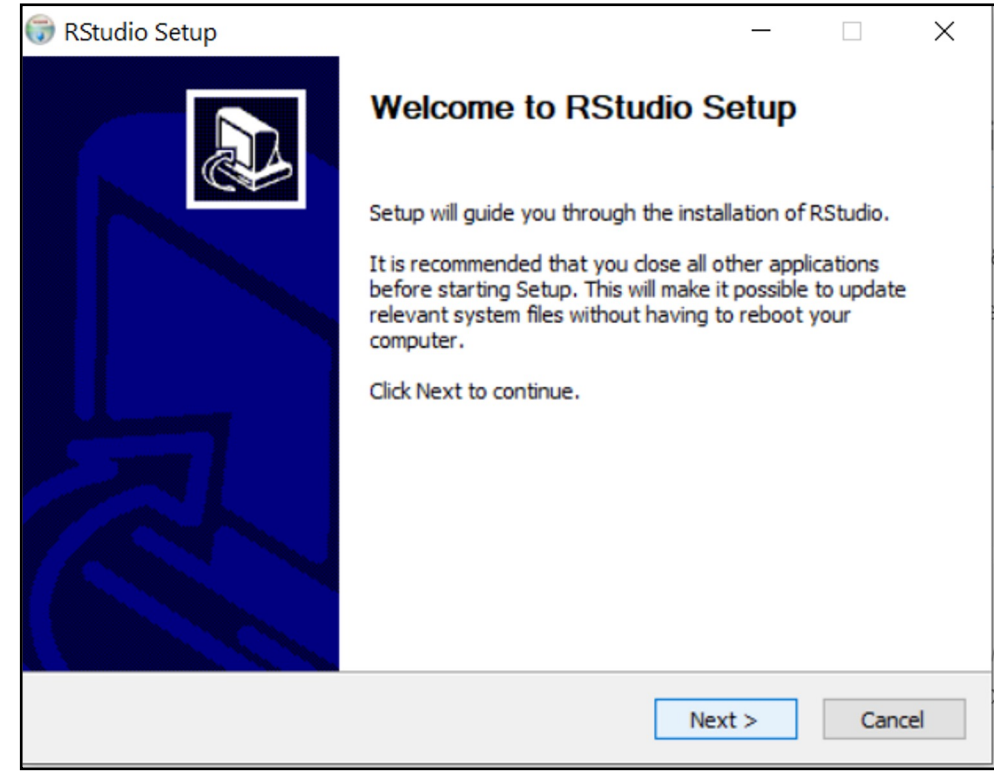 RStudio Setup
Welcome to RStudio Setup
Setup will guide you through the installation of RStudio.
It is recommended that you close all other applications
before starting Setup. This will make it possible to update
relevant system files without having to reboot your
computer.
Click Next to continue.
Next >
Cancel